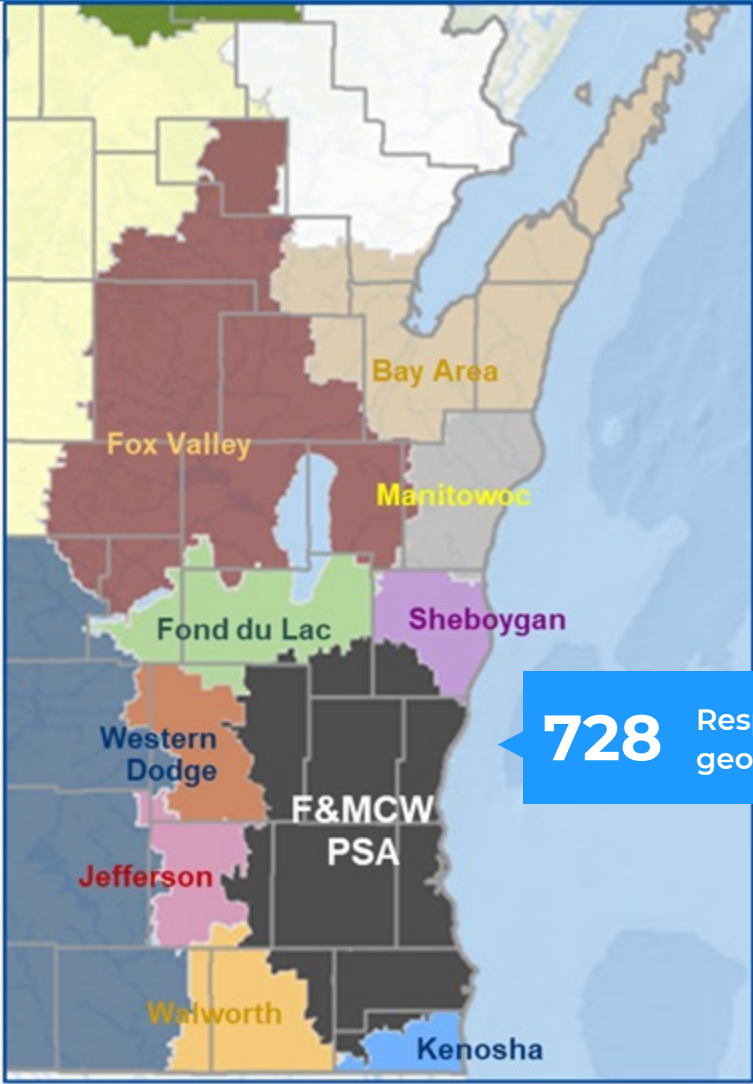 Bay Area
Fox Valley
Manitowoc
Sheboygan
Fond du Lac
728
Western
Dodge
F&MCW
PSA
Jefferson
Walworth
Kenosha